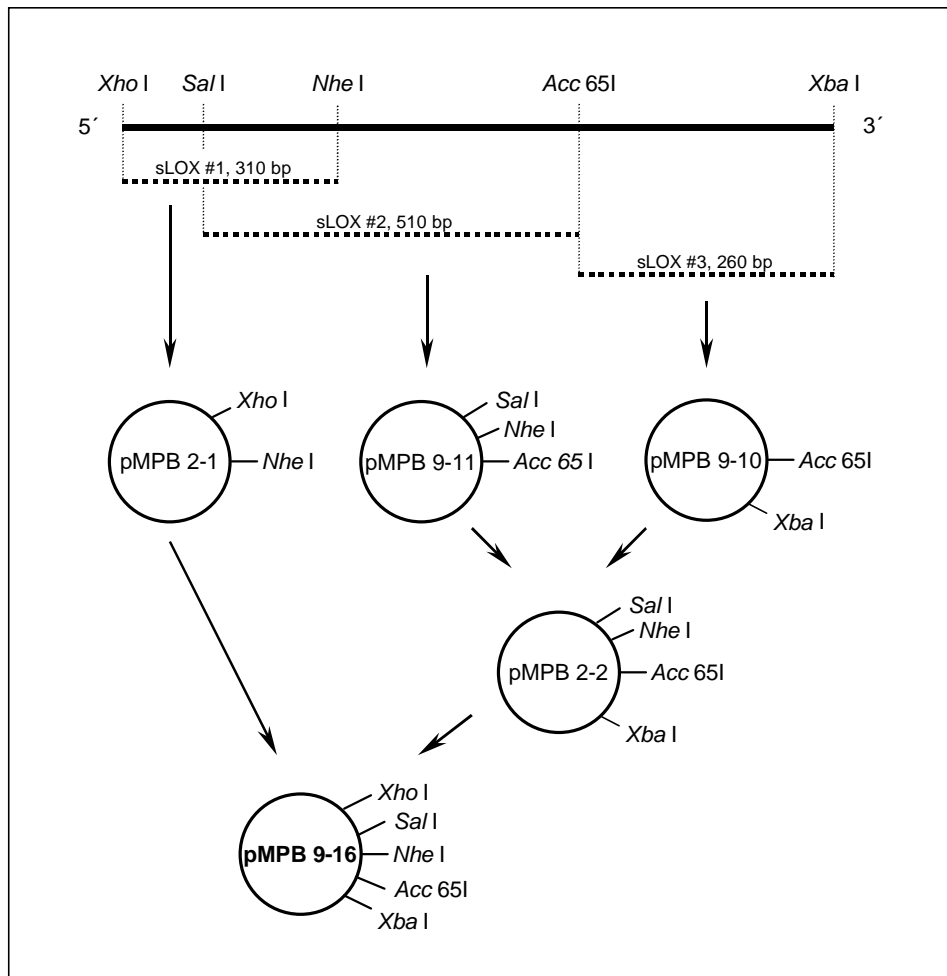 Xho I Sal I Nhe I Acc 65I Xba I
5´ 3´
sLOX #1, 310 bp
sLOX #2, 510 bp
sLOX #3, 260 bp
Xho I
pMPB 2-1
Nhe I
Sal I
Nhe I
pMPB 9-11
Acc 65 I
pMPB 9-10
Acc 65I
Xba I
Sal I
Nhe I
pMPB 2-2
Acc 65I
Xba I
Xho I
Sal I
pMPB 9-16
Nhe I
Acc 65I
Xba I